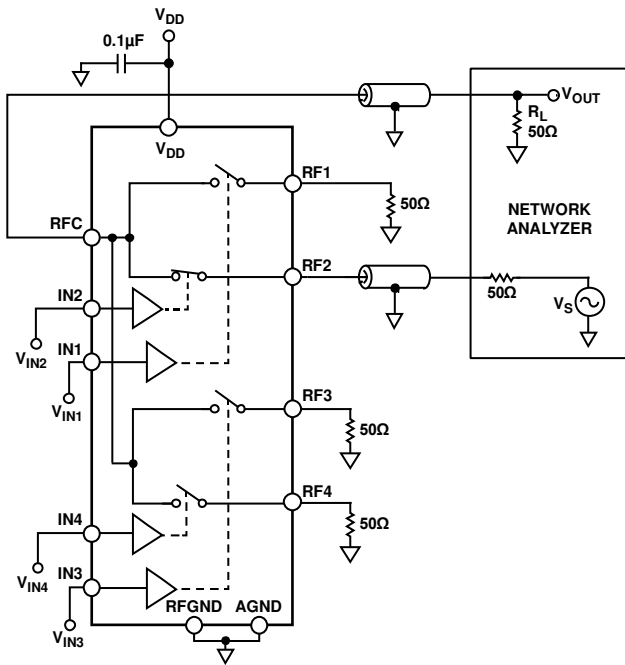 VDD
0.1µF
VDD
VOUT
RL
50Ω
RF1
50Ω
NETWORK
ANALYZER
RFC
RF2
50Ω
VS
IN2
VIN2
IN1
VIN1
RF3
50Ω
RF4
50Ω
IN4
VIN4
IN3
VIN3
RFGND
AGND